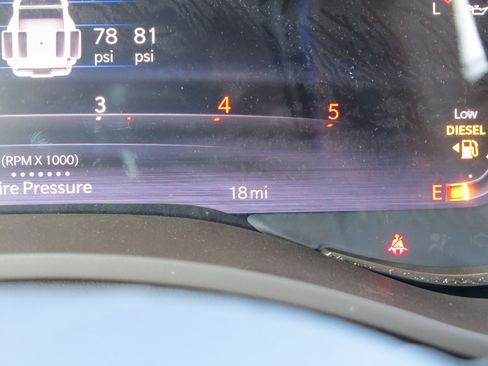 L
78 81
psi psi
3 4 5
Low
DIESEL
(RPM X 1000)
ire Pressure
18 mi
E